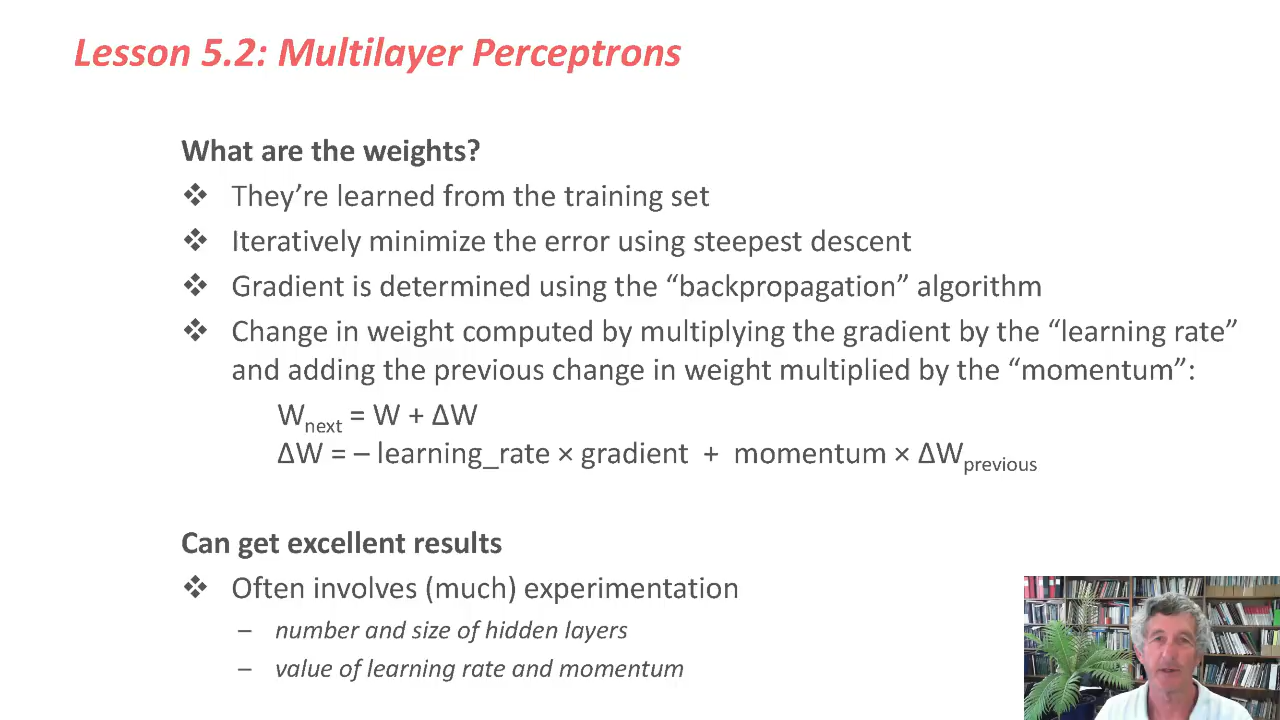 Lesson 5.2: Multilayer Perceptrons
What are the weights?
❖ They’re learned from the training set
❖ Iteratively minimize the error using steepest descent
❖ Gradient is determined using the “backpropagation” algorithm
❖ Change in weight computed by multiplying the gradient by the “learning rate”
and adding the previous change in weight multiplied by the “momentum”:
Wnext = W + ΔW
ΔW = – learning_rate × gradient + momentum × ΔWprevious
Can get excellent results
❖ Often involves (much) experimentation
– number and size of hidden layers
– value of learning rate and momentum